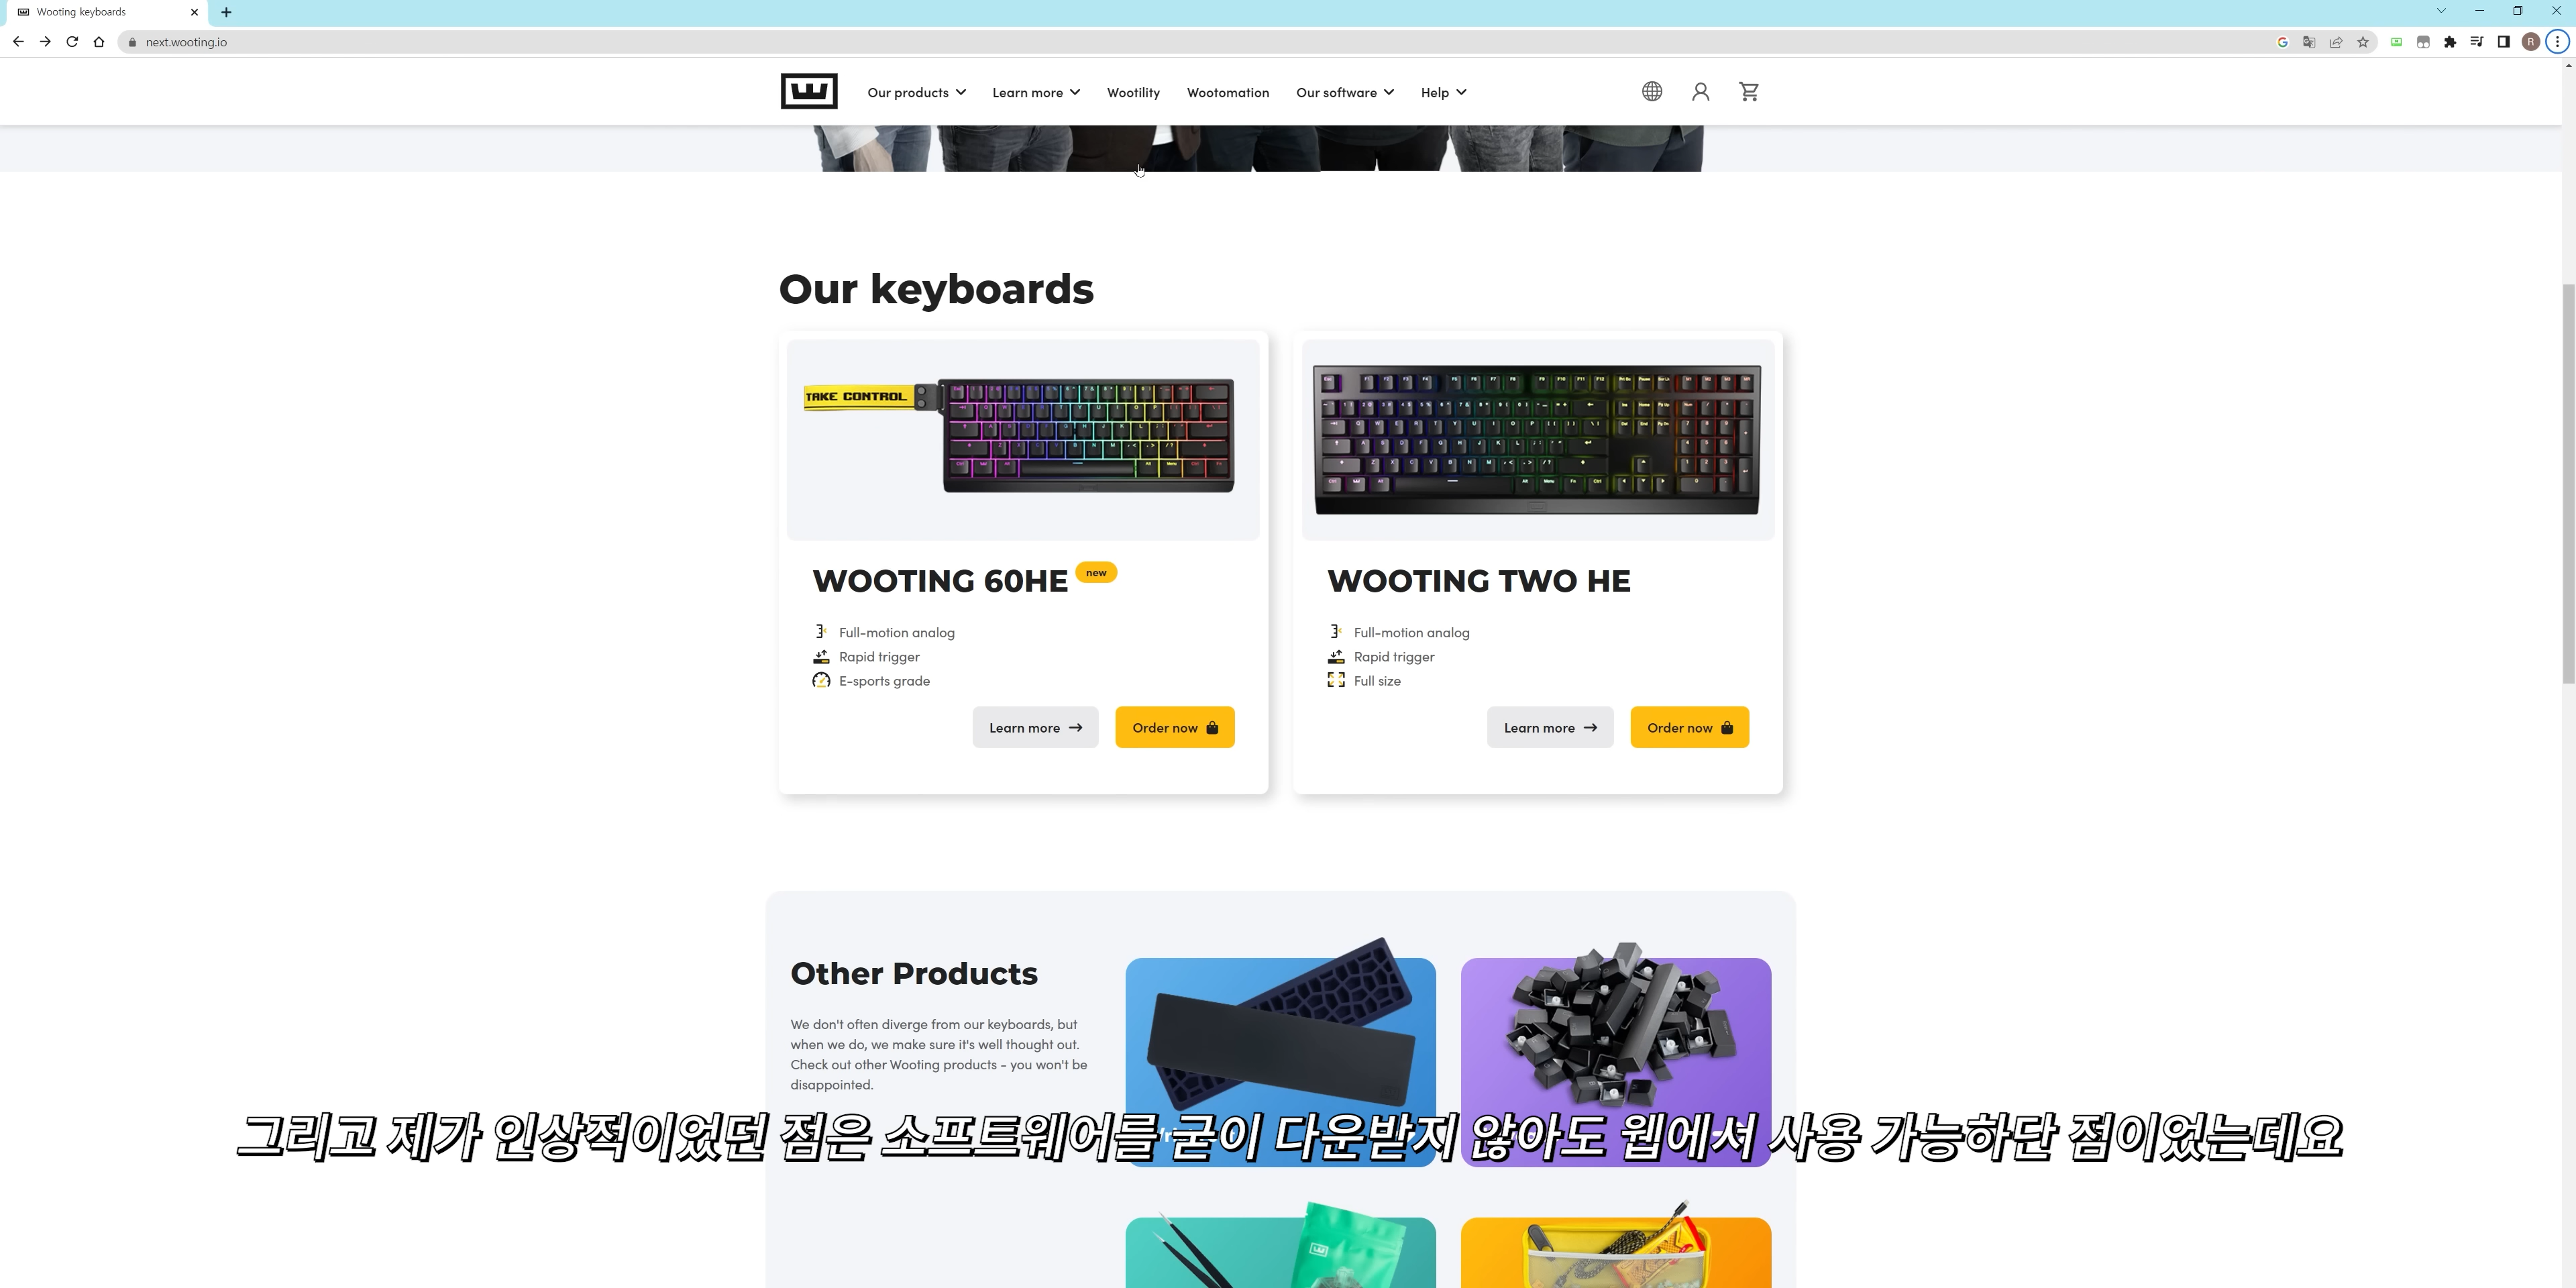 Wooting keyboards
next.wooting.io
R
Our products
Learn more
Wootility
Wootomation
Our software
Help
Our keyboards
TAKE CONTROL
WOOTING 60HE new
Full-motion analog
Rapid trigger
E-sports grade
Learn more
Order now
WOOTING TWO HE
Full-motion analog
Rapid trigger
Full size
Learn more
Order now
Other Products
We don't often diverge from our keyboards, but
when we do, we make sure it's well thought out.
Check out other Wooting products - you won't be
disappointed.
그리고 제가 인상적이었던 점은 소프트웨어를 굳이 다운받지 않아도 웹에서 사용 가능하단 점이었는데요